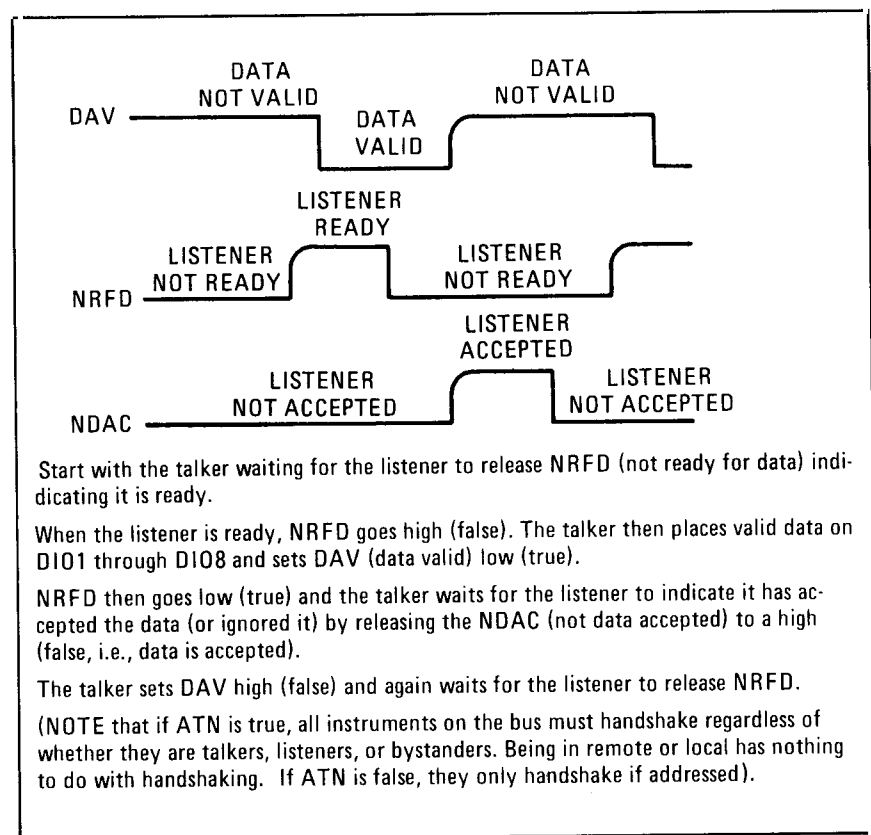 DATA
NOT VALID
DATA
NOT VALID
DAV
DATA
VALID
LISTENER
READY
LISTENER
NOT READY
LISTENER
NOT READY
NRFD
LISTENER
ACCEPTED
LISTENER
NOT ACCEPTED
LISTENER
NOT ACCEPTED
NDAC
Start with the talker waiting for the listener to release NRFD (not ready for data) indi-
dicating it is ready.
When the listener is ready, NRFD goes high (false). The talker then places valid data on
DIO1 through DIO8 and sets DAV (data valid) low (true).
NRFD then goes low (true) and the talker waits for the listener to indicate it has ac-
cepted the data (or ignored it) by releasing the NDAC (not data accepted) to a high
(false, i.e., data is accepted).
The talker sets DAV high (false) and again waits for the listener to release NRFD.
(NOTE that if ATN is true, all instruments on the bus must handshake regardless of
whether they are talkers, listeners, or bystanders. Being in remote or local has nothing
to do with handshaking. If ATN is false, they only handshake if addressed).